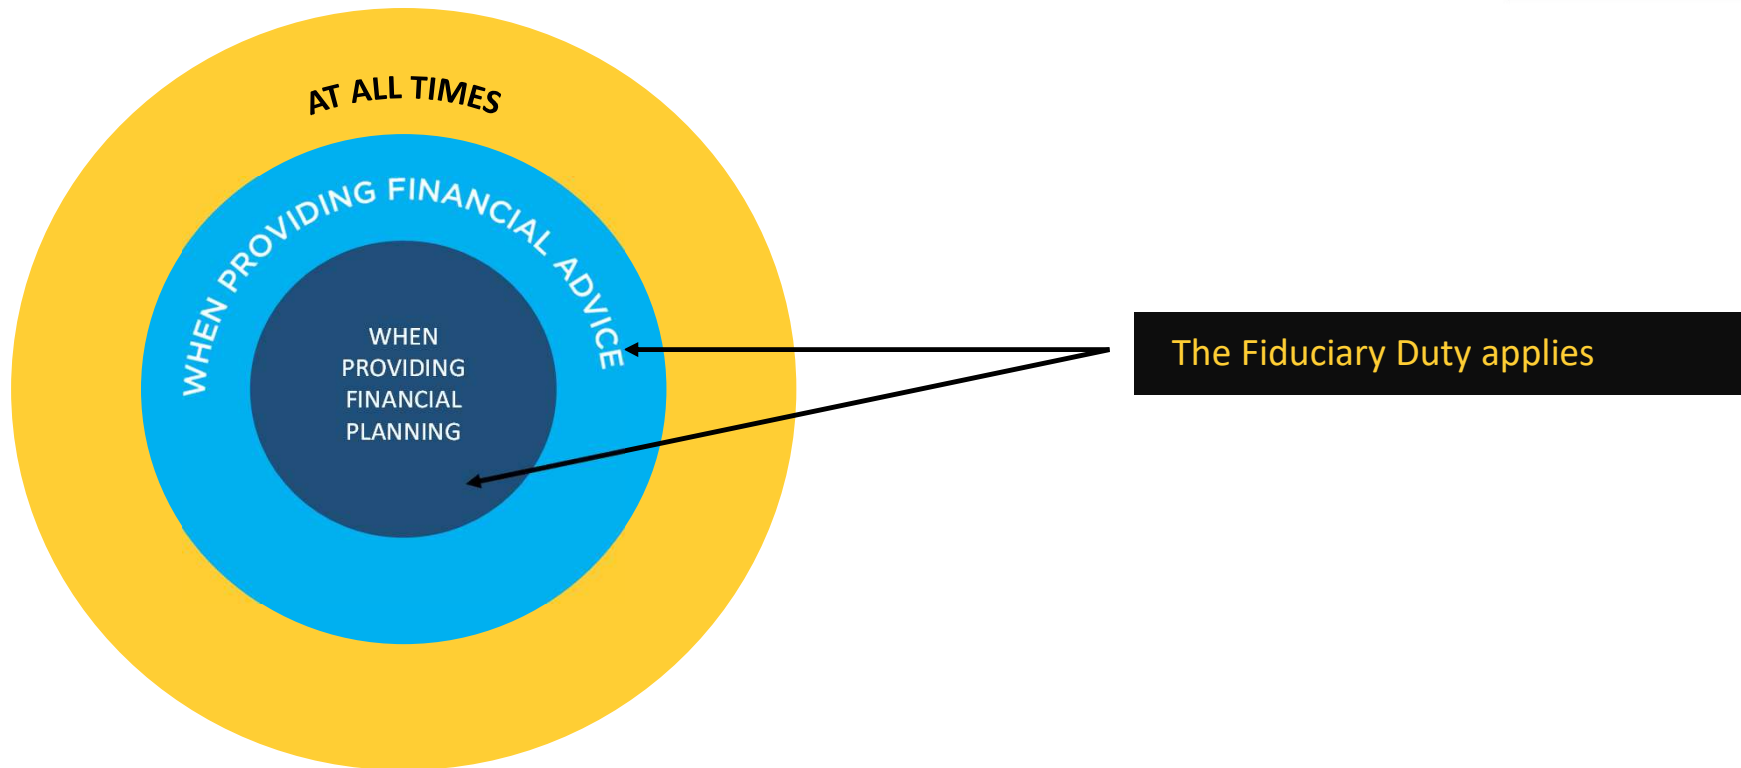 AT ALL TIMES
WHEN PROVIDING FINANCIAL ADVICE
WHEN
PROVIDING
FINANCIAL
PLANNING
The Fiduciary Duty applies